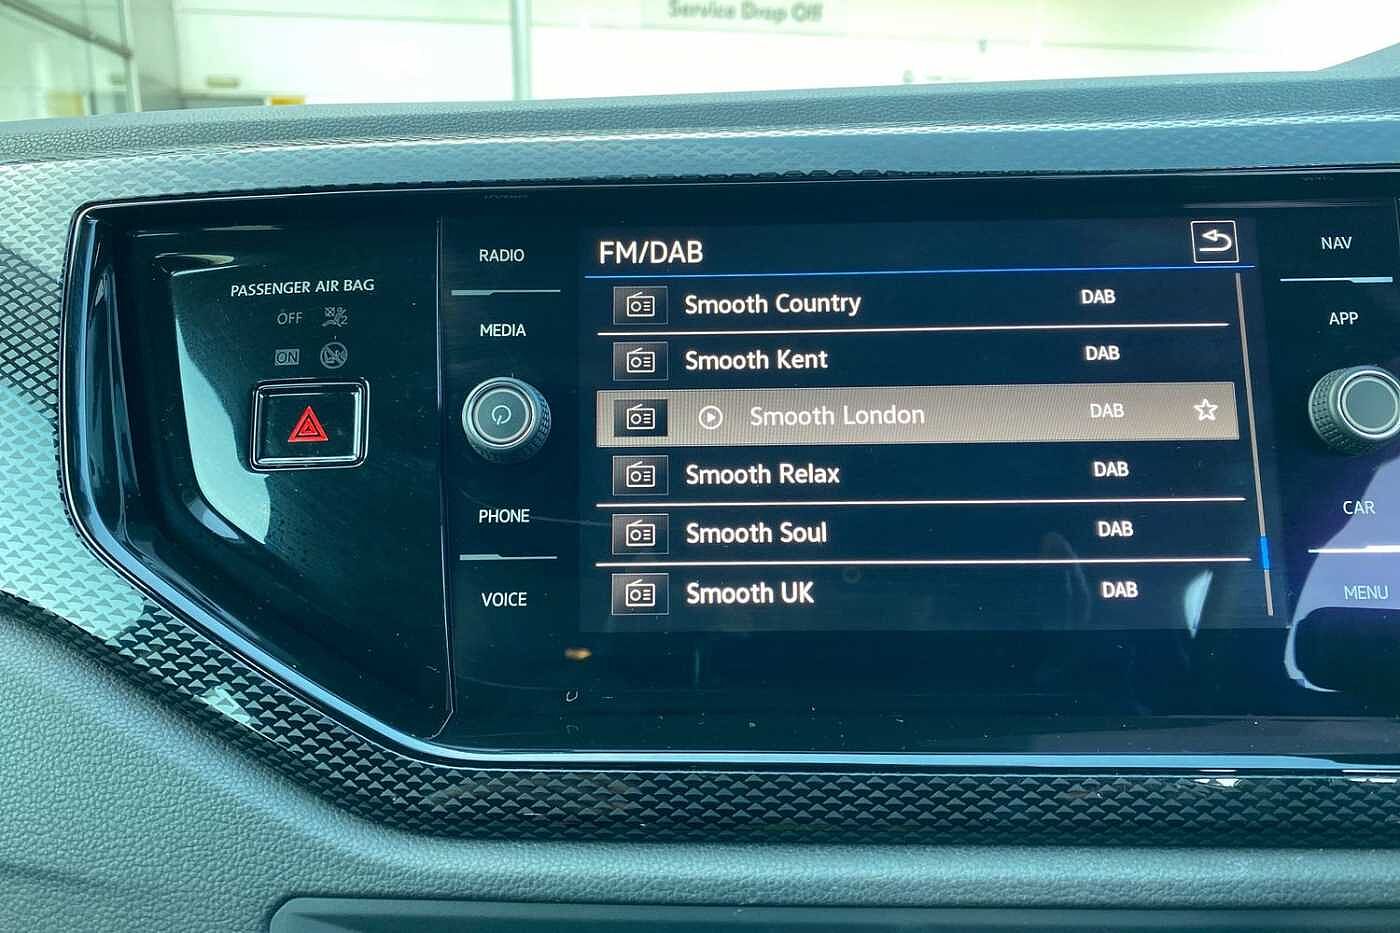 Service Drop Off
PASSENGER AIR BAG
OFF
ON
RADIO
MEDIA
PHONE
VOICE
FM/DAB
Smooth Country DAB
Smooth Kent DAB
Smooth London DAB
Smooth Relax DAB
Smooth Soul DAB
Smooth UK DAB
NAV
APP
CAR
MENU